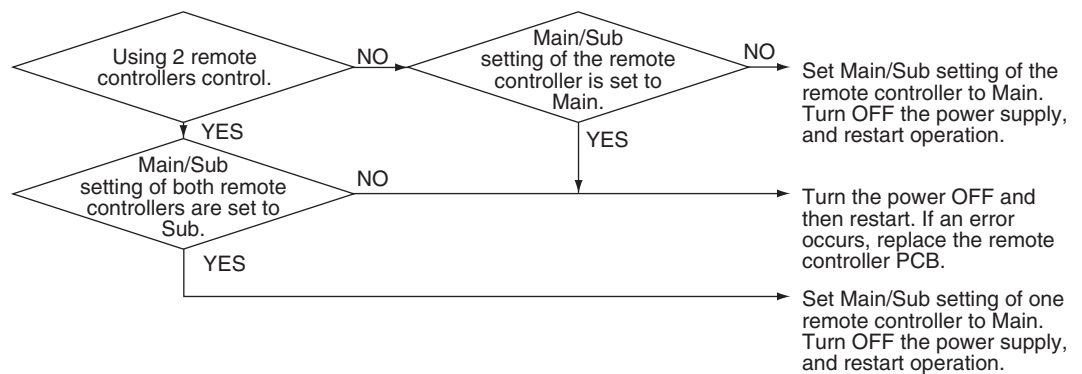 Using 2 remote
controllers control.
NO
Main/Sub
setting of the remote
controller is set to
Main.
NO
Set Main/Sub setting of the
remote controller to Main.
Turn OFF the power supply,
and restart operation.
YES
YES
Main/Sub
setting of both remote
controllers are set to
Sub.
NO
Turn the power OFF and
then restart. If an error
occurs, replace the remote
controller PCB.
YES
Set Main/Sub setting of one
remote controller to Main.
Turn OFF the power supply,
and restart operation.